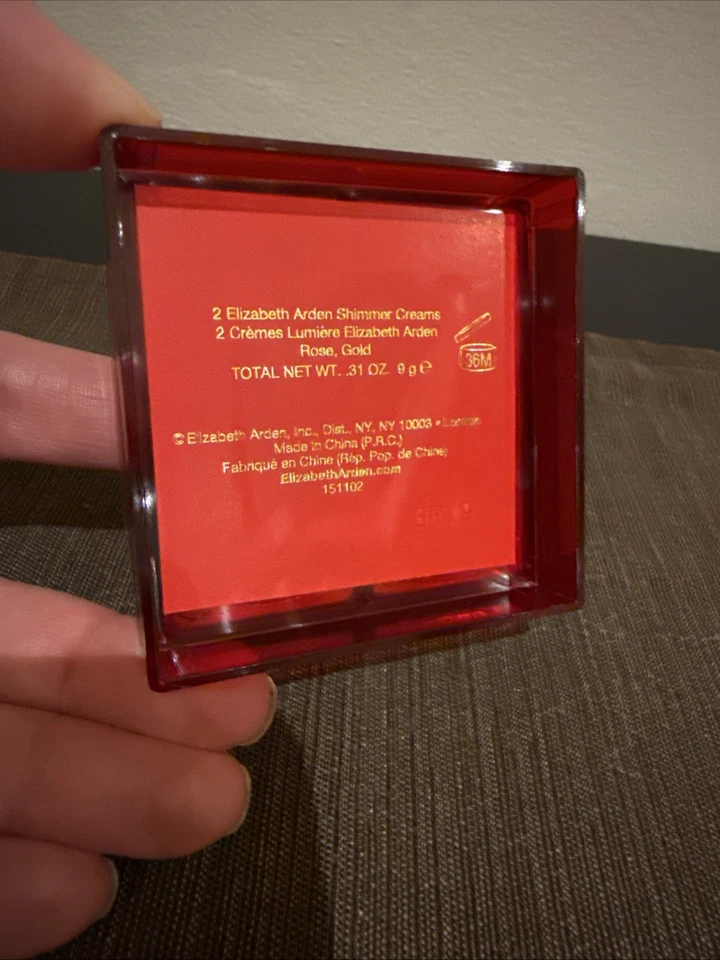 2 Elizabeth Arden Shimmer Creams
2 Crèmes Lumière Elizabeth Arden
Rose, Gold
TOTAL NET WT. .31 OZ. 9 g ℮
36M
©Elizabeth Arden, Inc., Dist., NY, NY 10003 • London
Made in China (P.R.C.)
Fabriqué en Chine (Rép. Pop. de Chine)
ElizabethArden.com
151102